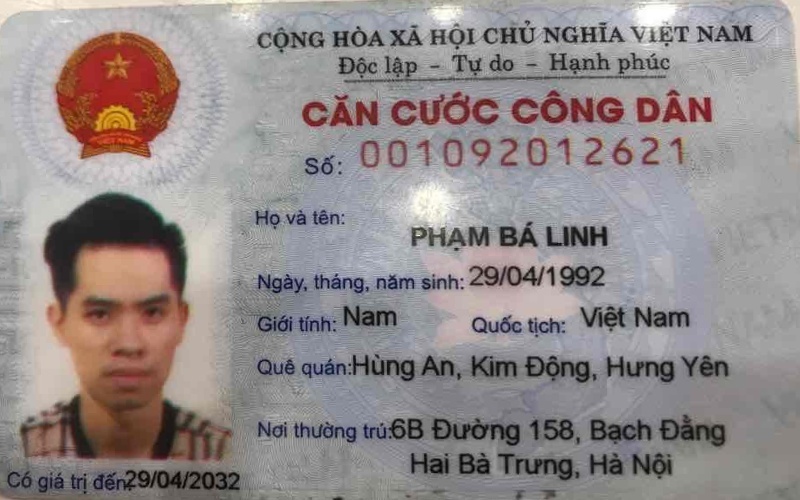 CỘNG HÒA XÃ HỘI CHỦ NGHĨA VIỆT NAM
Độc lập - Tự do - Hạnh phúc
CĂN CƯỚC CÔNG DÂN
Số: 001092012621
Họ và tên:
PHẠM BÁ LINH
Ngày, tháng, năm sinh: 29/04/1992
Giới tính: Nam Quốc tịch: Việt Nam
Quê quán: Hùng An, Kim Động, Hưng Yên
Nơi thường trú: 6B Đường 158, Bạch Đằng
Hai Bà Trưng, Hà Nội
Có giá trị đến: 29/04/2032
VIỆT NAM